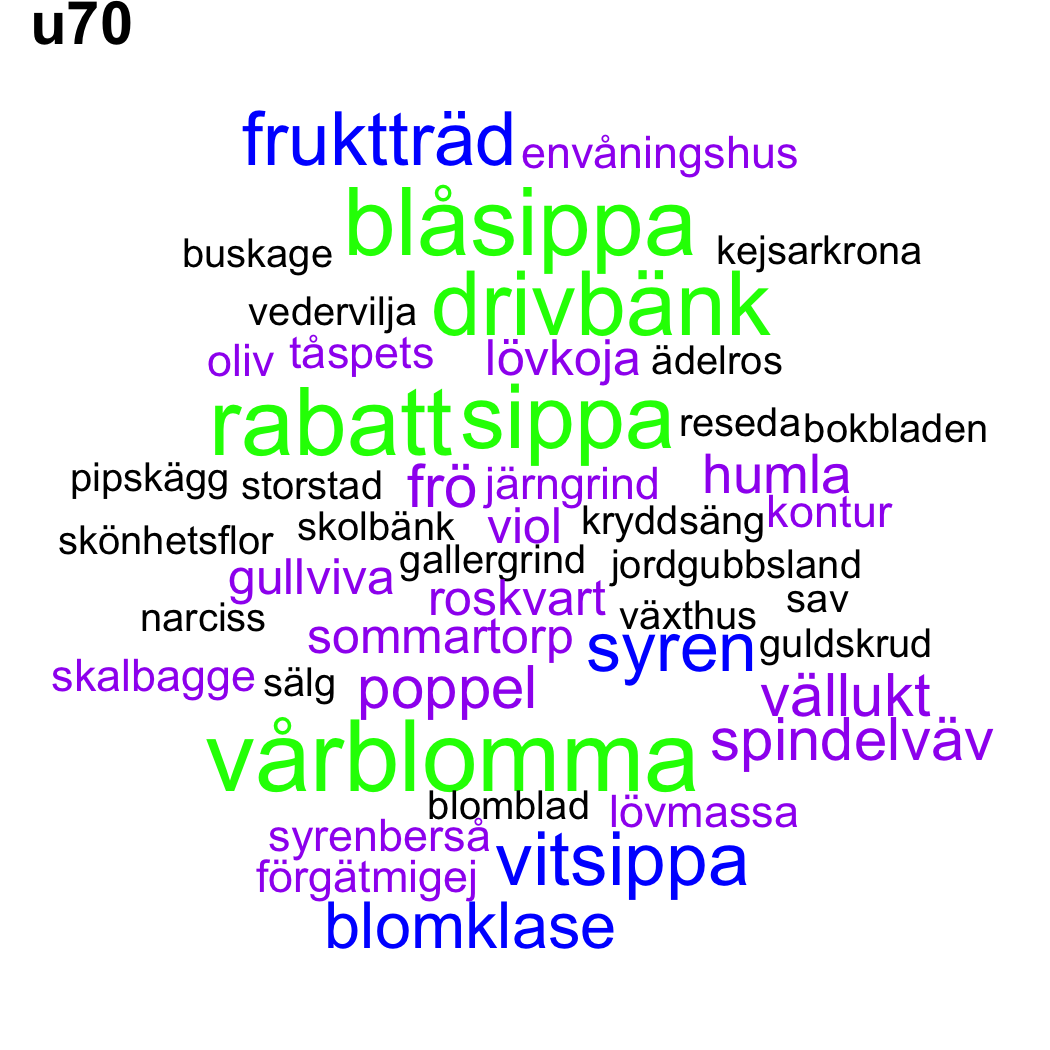 u70
fruktträd envåningshus
blåsippa
buskage kejsarkrona
vedervilja drivbänk
oliv tåspets lövkoja ädelros
rabatt sippa reseda bokbladen
pipskägg storstad frö järngrind humla
skönhetsflor skolbänk viol kryddsäng kontur
gullviva gallergrind jordgubbsland
narciss roskvart växthus sav
sommartorp syren guldskrud
skalbagge sälg poppel vällukt
vårblomma spindelväv
blomblad lövmassa
syrenberså vitsippa
förgätmigej
blomklase